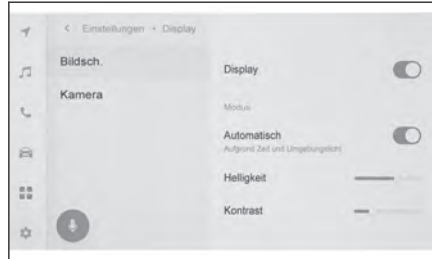 Einstellungen • Display
Bildsch.
Kamera
Display
Modus
Automatisch
Aufgrund Zeit und Umgebungslicht
Helligkeit
Kontrast